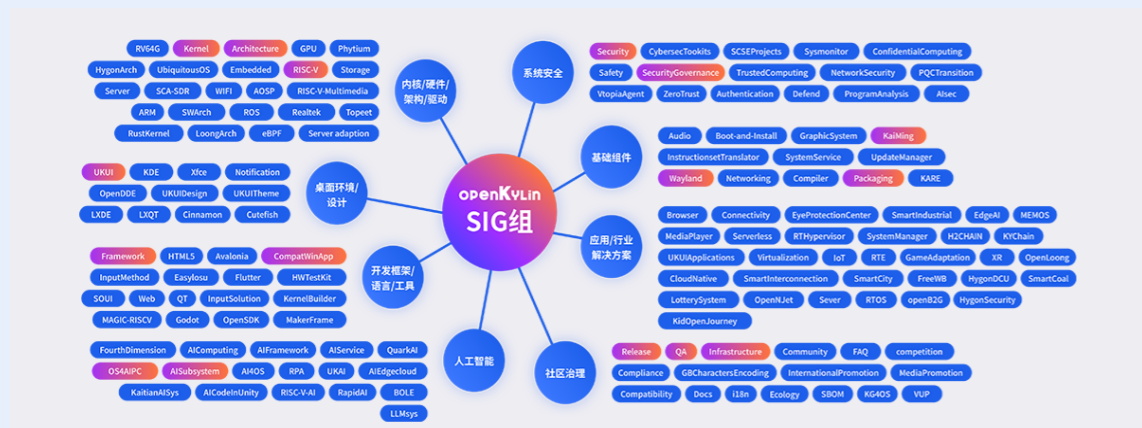 openKylin
SIG组
内核/硬件/
架构/驱动
RV64G Kernel Architecture GPU Phytium
HygonArch UbiquitousOS Embedded RISC-V Storage
Server SCA-SDR WIFI AOSP RISC-V-Multimedia
ARM SWArch ROS Realtek Topeet
RustKernel LoongArch eBPF Server adaption
桌面环境/
设计
UKUI KDE Xfce Notification
OpenDDE UKUIDesign UKUITheme
LXDE LXQT Cinnamon Cutefish
开发框架/
语言/工具
Framework HTML5 Avalonia CompatWinApp
InputMethod EasyIosu Flutter HWTestKit
SOUI Web QT InputSolution KernelBuilder
MAGIC-RISCV Godot OpenSDK MakerFrame
人工智能
FourthDimension AIComputing AIFramework AIService QuarkAI
OS4AIPC AISubsystem AI4OS RPA UKAI AIEdgecloud
KaitianAISys AICodeInUnity RISC-V-AI RapidAI BOLE
LLMsys
系统安全
Security CybersecTookits SCSEProjects Sysmonitor ConfidentialComputing
Safety SecurityGovernance TrustedComputing NetworkSecurity PQCTransition
VtopiaAgent ZeroTrust Authentication Defend ProgramAnalysis AIsec
基础组件
Audio Boot-and-Install GraphicSystem KaiMing
InstructionsetTranslator SystemService UpdateManager
Wayland Networking Compiler Packaging KARE
应用/行业
解决方案
Browser Connectivity EyeProtectionCenter SmartIndustrial EdgeAI MEMOS
MediaPlayer Serverless RTHypervisor SystemManager H2CHAIN KYChain
UKUIApplications Virtualization IoT RTE GameAdaptation XR OpenLoong
CloudNative SmartInterconnection SmartCity FreeWB HygonDCU SmartCoal
LotterySystem OpenNJet Sever RTOS openB2G HygonSecurity
KidOpenJourney
社区治理
Release QA Infrastructure Community FAQ competition
Compliance GBCharactersEncoding InternationalPromotion MediaPromotion
Compatibility Docs i18n Ecology SBOM KG4OS VUP